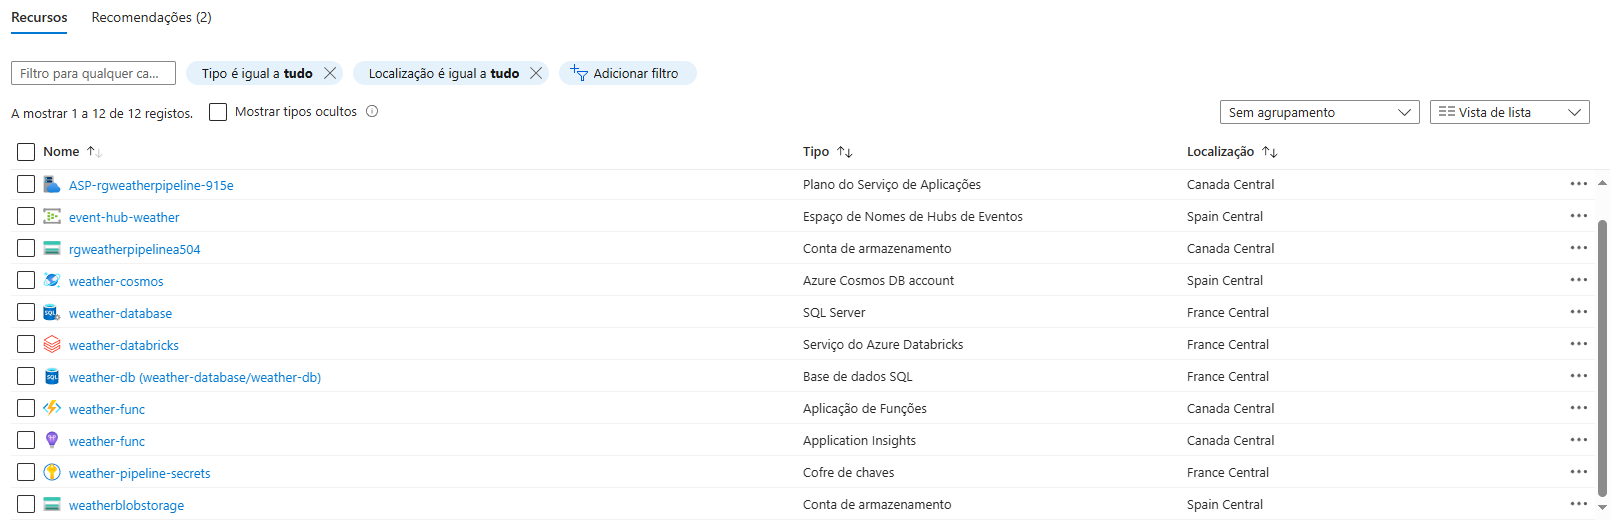 Recursos Recomendações (2)
Filtro para qualquer ca... Tipo é igual a tudo Localização é igual a tudo Adicionar filtro
A mostrar 1 a 12 de 12 registos. Mostrar tipos ocultos Sem agrupamento Vista de lista
Nome Tipo Localização
ASP-rgweatherpipeline-915e Plano do Serviço de Aplicações Canada Central
event-hub-weather Espaço de Nomes de Hubs de Eventos Spain Central
rgweatherpipelinea504 Conta de armazenamento Canada Central
weather-cosmos Azure Cosmos DB account Spain Central
weather-database SQL Server France Central
weather-databricks Serviço do Azure Databricks France Central
weather-db (weather-database/weather-db) Base de dados SQL France Central
weather-func Aplicação de Funções Canada Central
weather-func Application Insights Canada Central
weather-pipeline-secrets Cofre de chaves France Central
weatherblobstorage Conta de armazenamento Spain Central